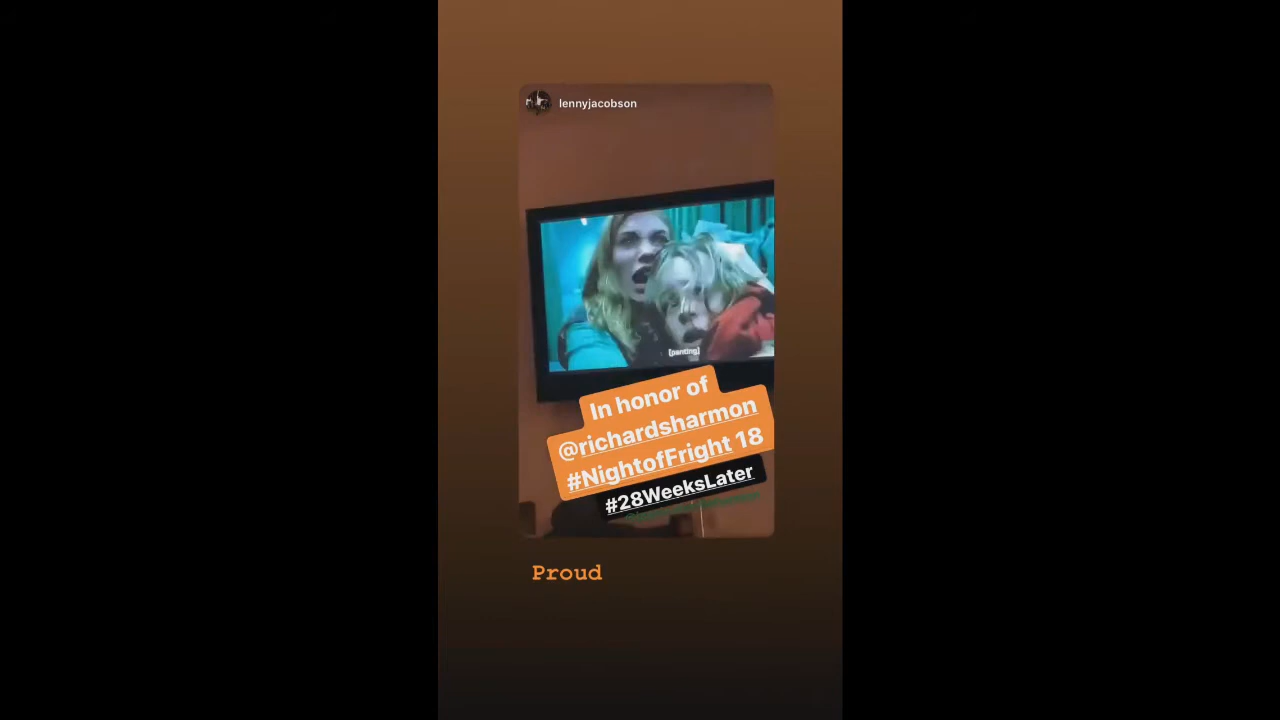 lennyjacobson
[panting]
In honor of
@richardsharmon
#NightofFright 18
#28WeeksLater
Proud